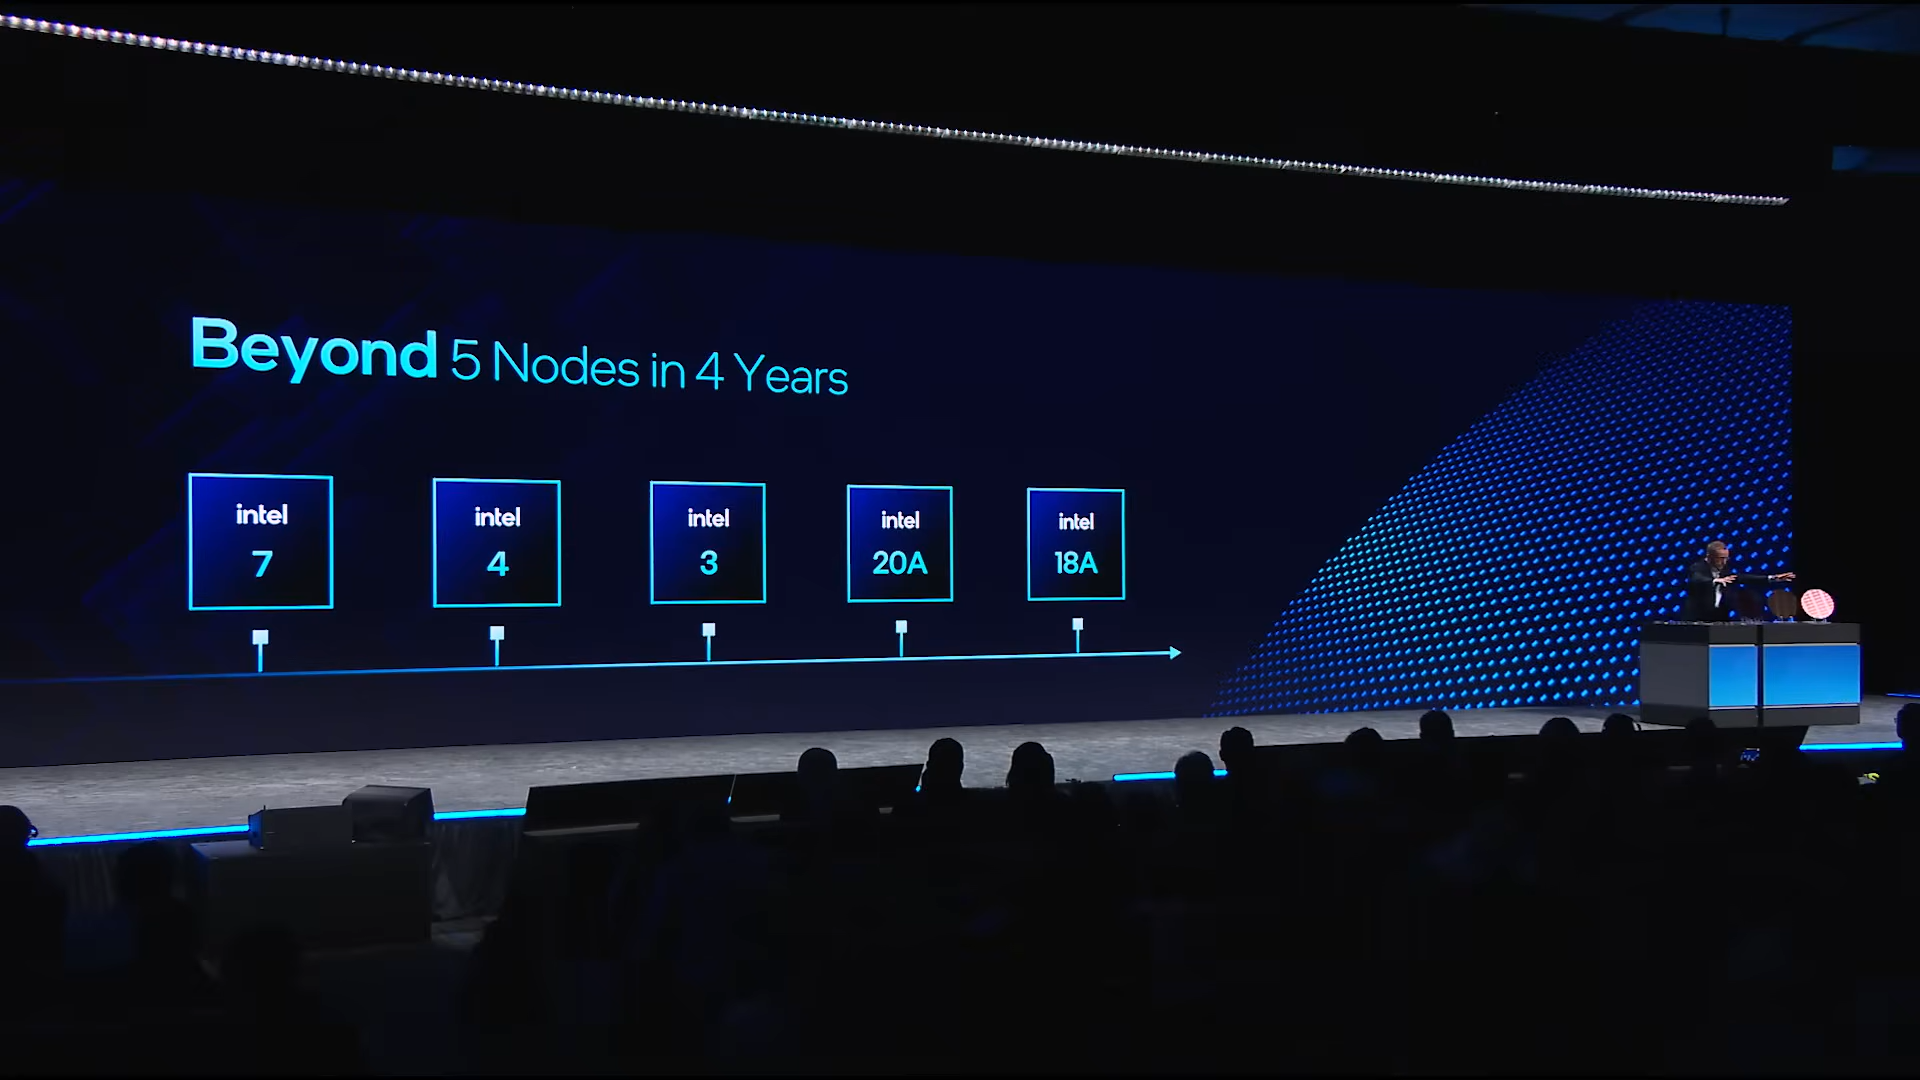 Beyond 5 Nodes in 4 Years
intel
7
intel
4
intel
3
intel
20A
intel
18A